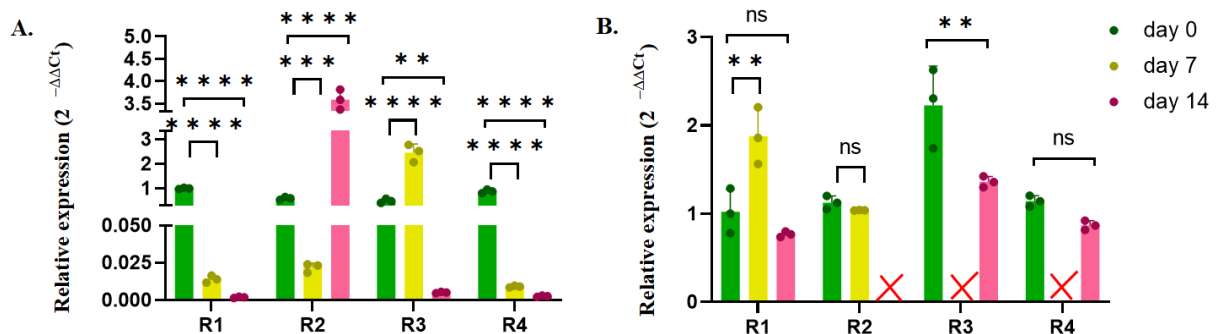 A.
Relative expression (2 −ΔΔCt)
5.0
4.5
4.0
3.5
3
2
1
0.050
0.025
0.000
* * * *
* * * *
* * * *
* * *
* *
* * * *
* * * *
* * * *
R1 R2 R3 R4
B.
Relative expression (2 −ΔΔCt)
3
2
1
0
ns
* *
ns
* *
ns
R1 R2 R3 R4
day 0
day 7
day 14